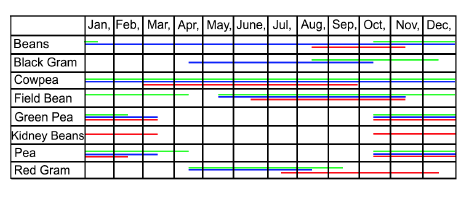 Jan, Feb, Mar, Apr, May, June, Jul, Aug, Sep, Oct, Nov, Dec,
Beans
Black Gram
Cowpea
Field Bean
Green Pea
Kidney Beans
Pea
Red Gram